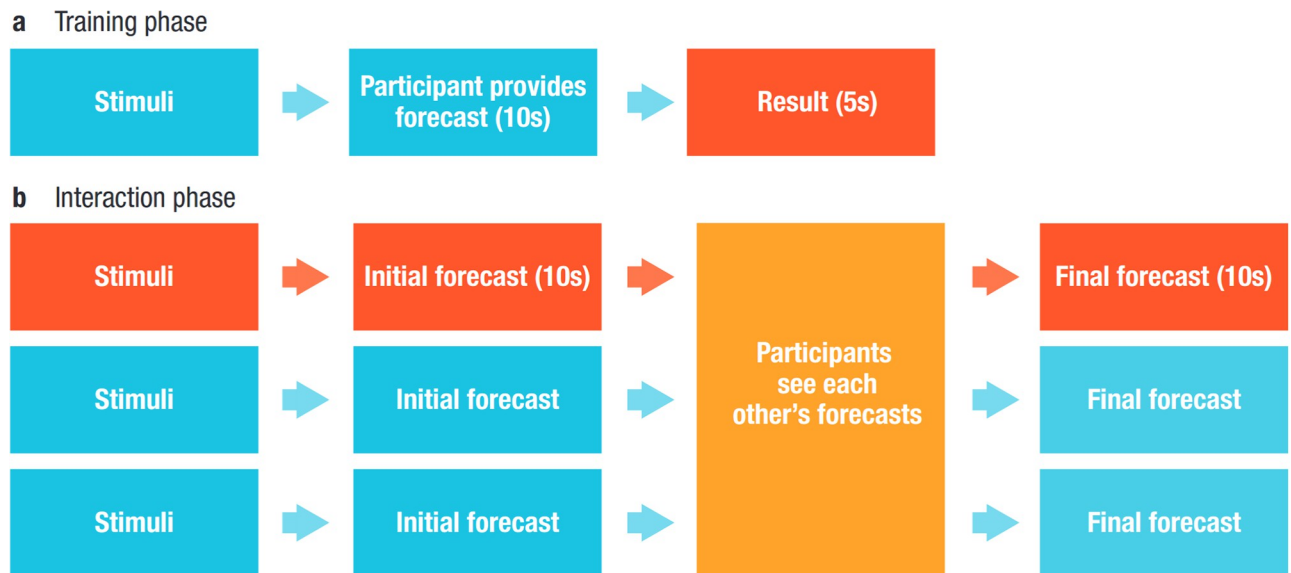 a Training phase
Stimuli
Participant provides
forecast (10s)
Result (5s)
b Interaction phase
Stimuli
Initial forecast (10s)
Participants
see each
other's forecasts
Final forecast (10s)
Stimuli
Initial forecast
Final forecast
Stimuli
Initial forecast
Final forecast